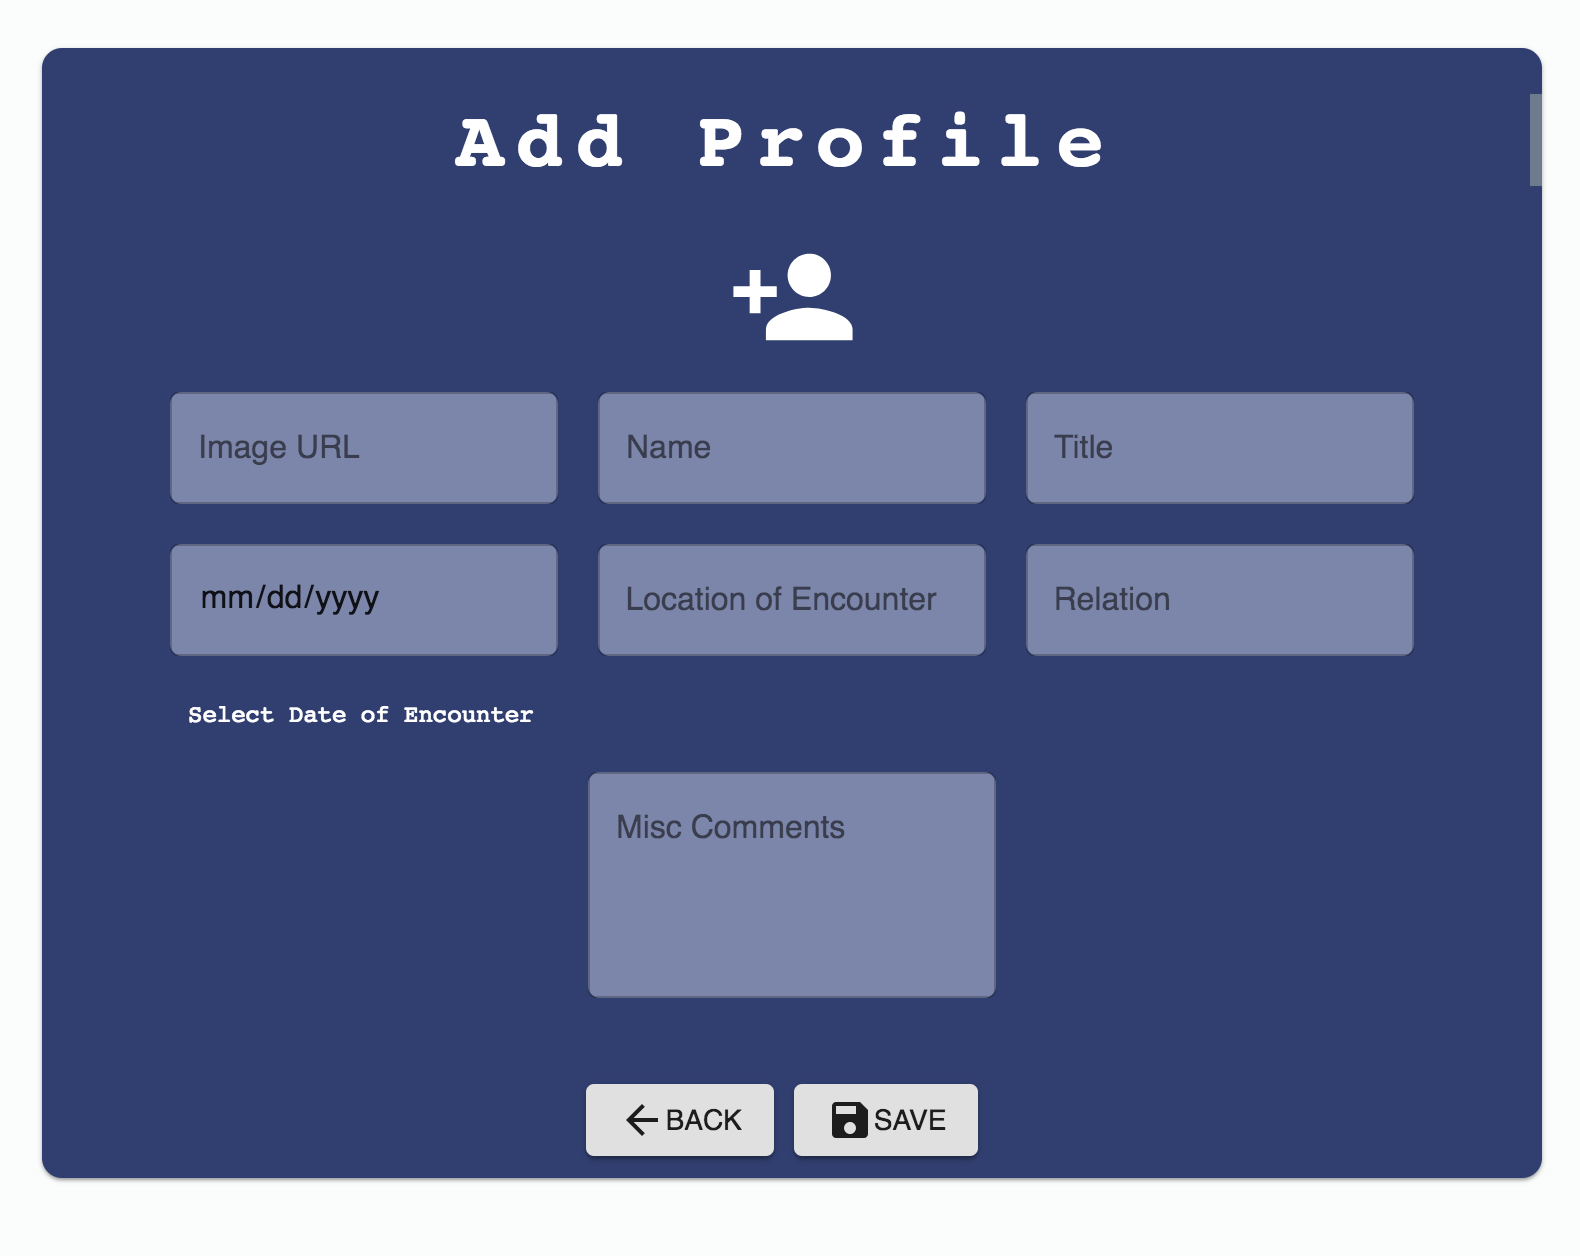 Add Profile
Image URL
Name
Title
mm/dd/yyyy
Location of Encounter
Relation
Select Date of Encounter
Misc Comments
BACK
SAVE